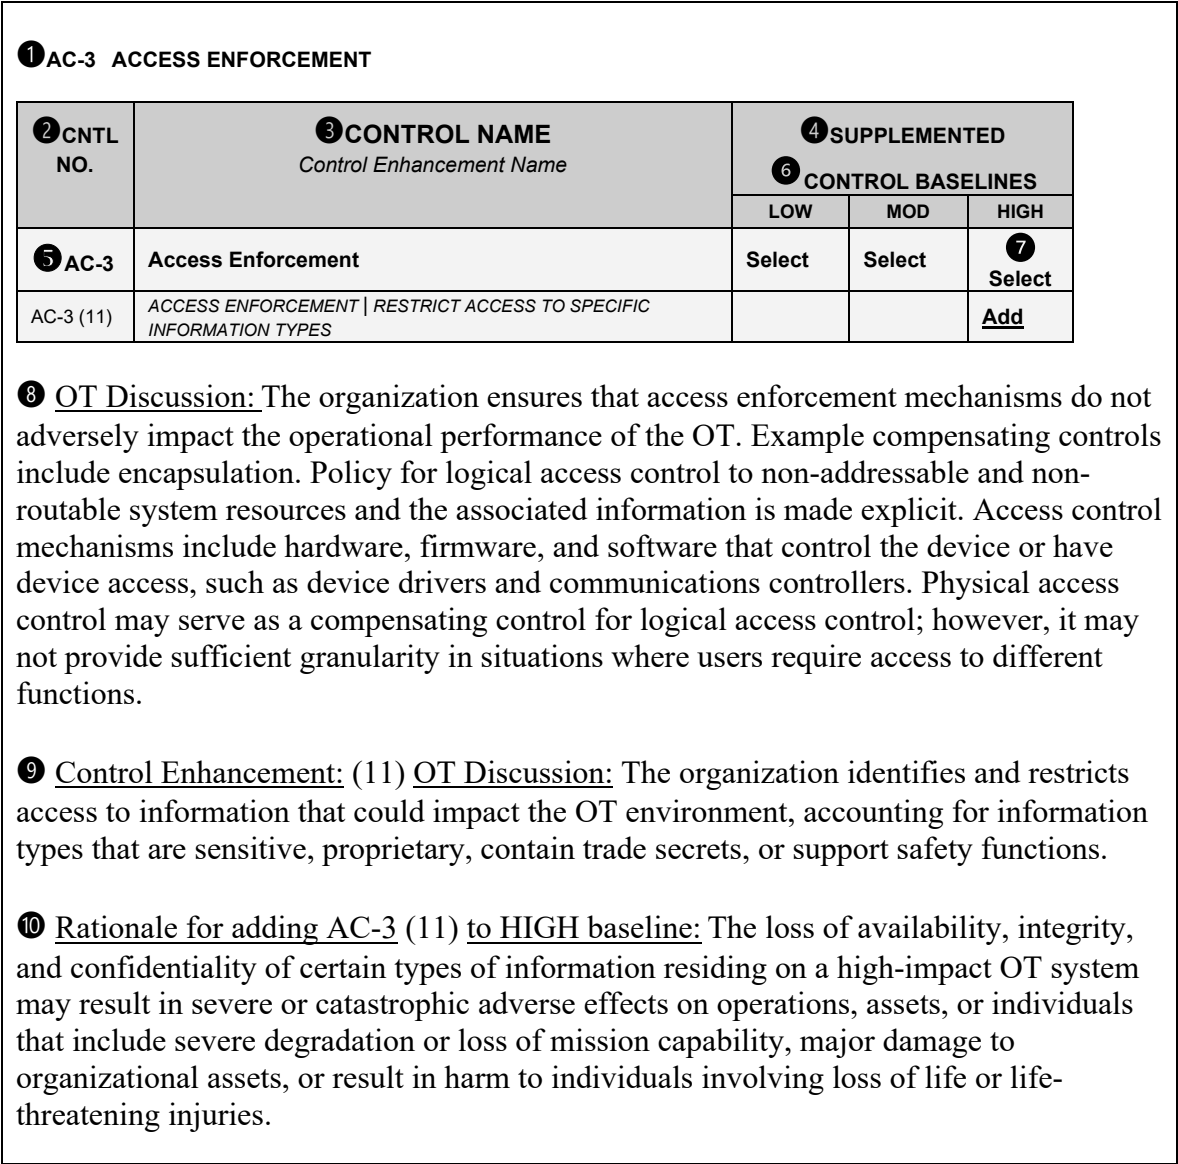 ❶AC-3 ACCESS ENFORCEMENT
❷CNTL NO.
❸CONTROL NAME
Control Enhancement Name
❹SUPPLEMENTED
❻CONTROL BASELINES
LOW MOD HIGH
❺AC-3 Access Enforcement Select Select ❼ Select
AC-3 (11) ACCESS ENFORCEMENT | RESTRICT ACCESS TO SPECIFIC
INFORMATION TYPES Add
❽ OT Discussion: The organization ensures that access enforcement mechanisms do not
adversely impact the operational performance of the OT. Example compensating controls
include encapsulation. Policy for logical access control to non-addressable and non-
routable system resources and the associated information is made explicit. Access control
mechanisms include hardware, firmware, and software that control the device or have
device access, such as device drivers and communications controllers. Physical access
control may serve as a compensating control for logical access control; however, it may
not provide sufficient granularity in situations where users require access to different
functions.
❾ Control Enhancement: (11) OT Discussion: The organization identifies and restricts
access to information that could impact the OT environment, accounting for information
types that are sensitive, proprietary, contain trade secrets, or support safety functions.
❿ Rationale for adding AC-3 (11) to HIGH baseline: The loss of availability, integrity,
and confidentiality of certain types of information residing on a high-impact OT system
may result in severe or catastrophic adverse effects on operations, assets, or individuals
that include severe degradation or loss of mission capability, major damage to
organizational assets, or result in harm to individuals involving loss of life or life-
threatening injuries.